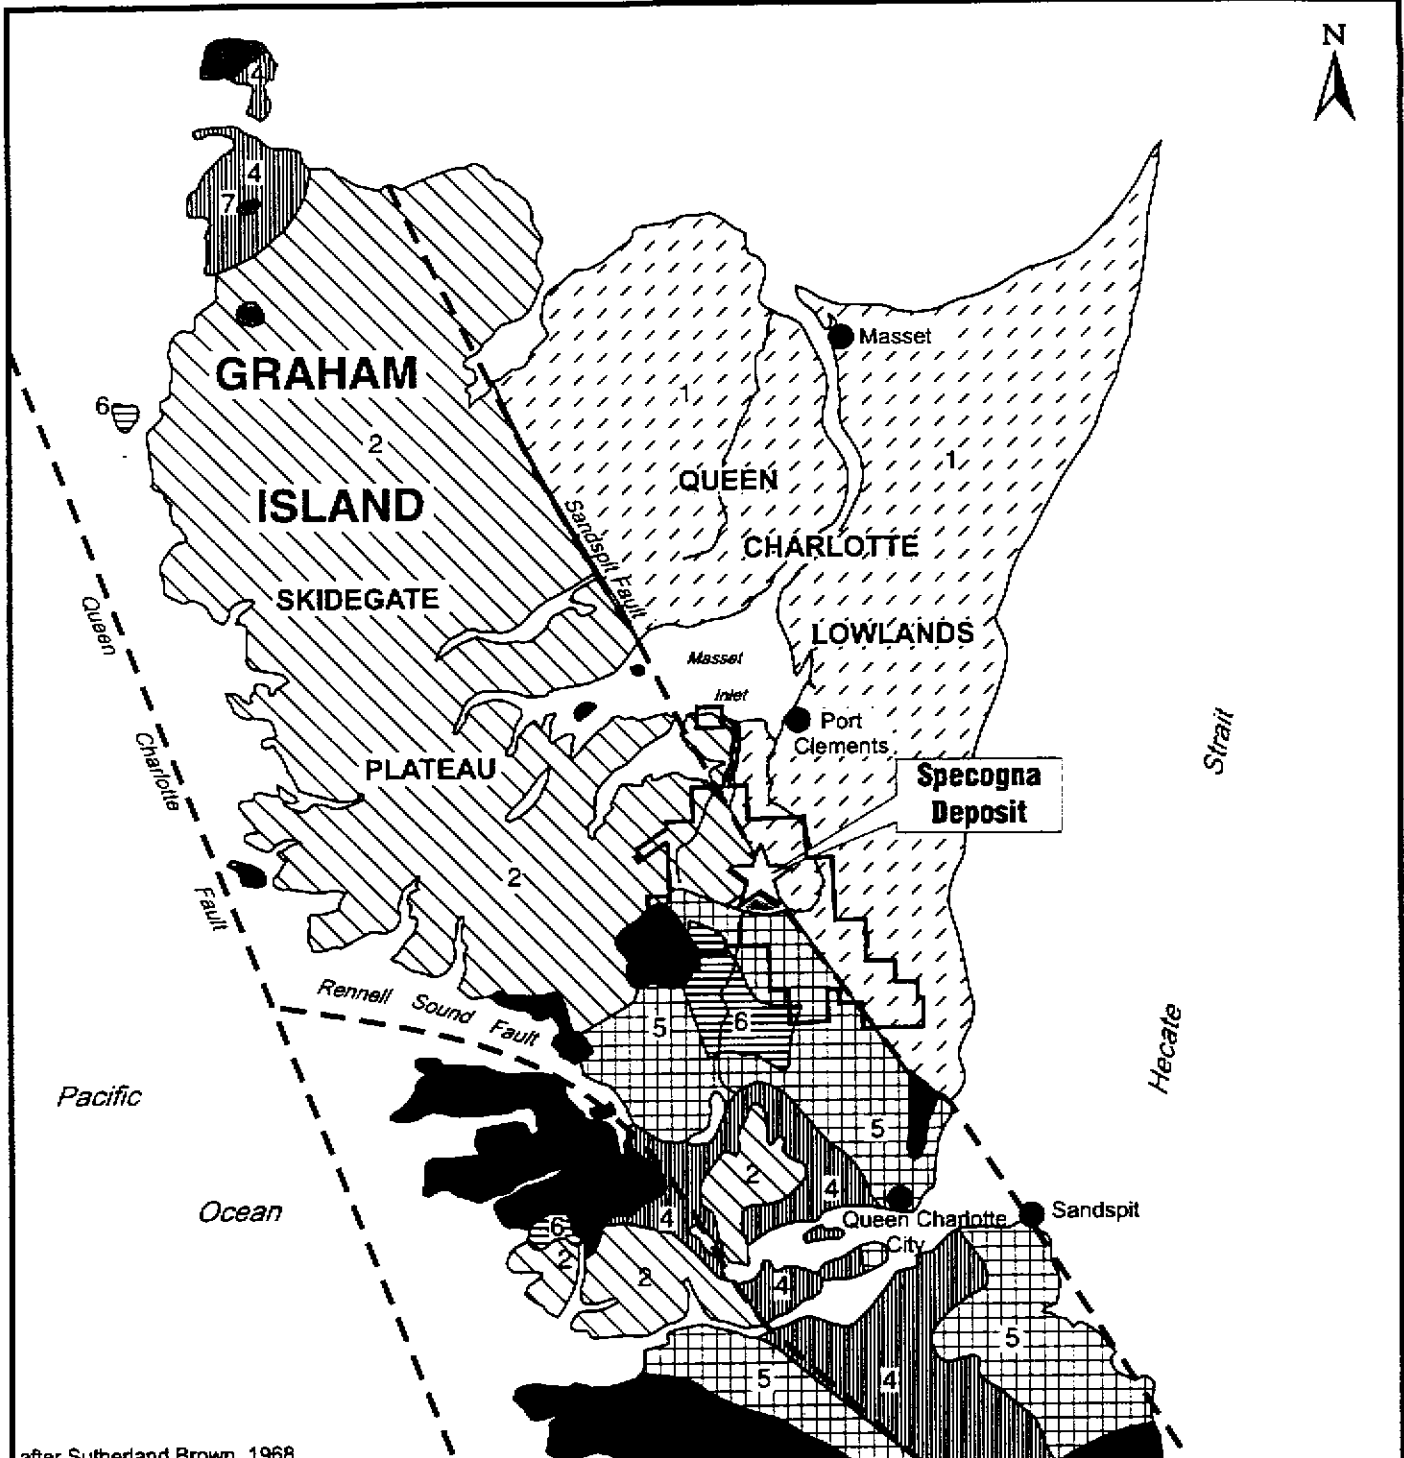 N
4
4
7
Masset
GRAHAM
6
1
2
1
QUEEN
ISLAND
Sandspit Fault
CHARLOTTE
SKIDEGATE
Queen
LOWLANDS
Masset
Inlet
Port
Clements
Strait
Charlotte
PLATEAU
Specogna
Deposit
2
Fault
Rennell Sound Fault
5
6
Hecate
Pacific
5
2
4
Ocean
4
Queen Charlotte
City
Sandspit
6
2
2
4
5
5
4
after Sutherland Brown, 1968